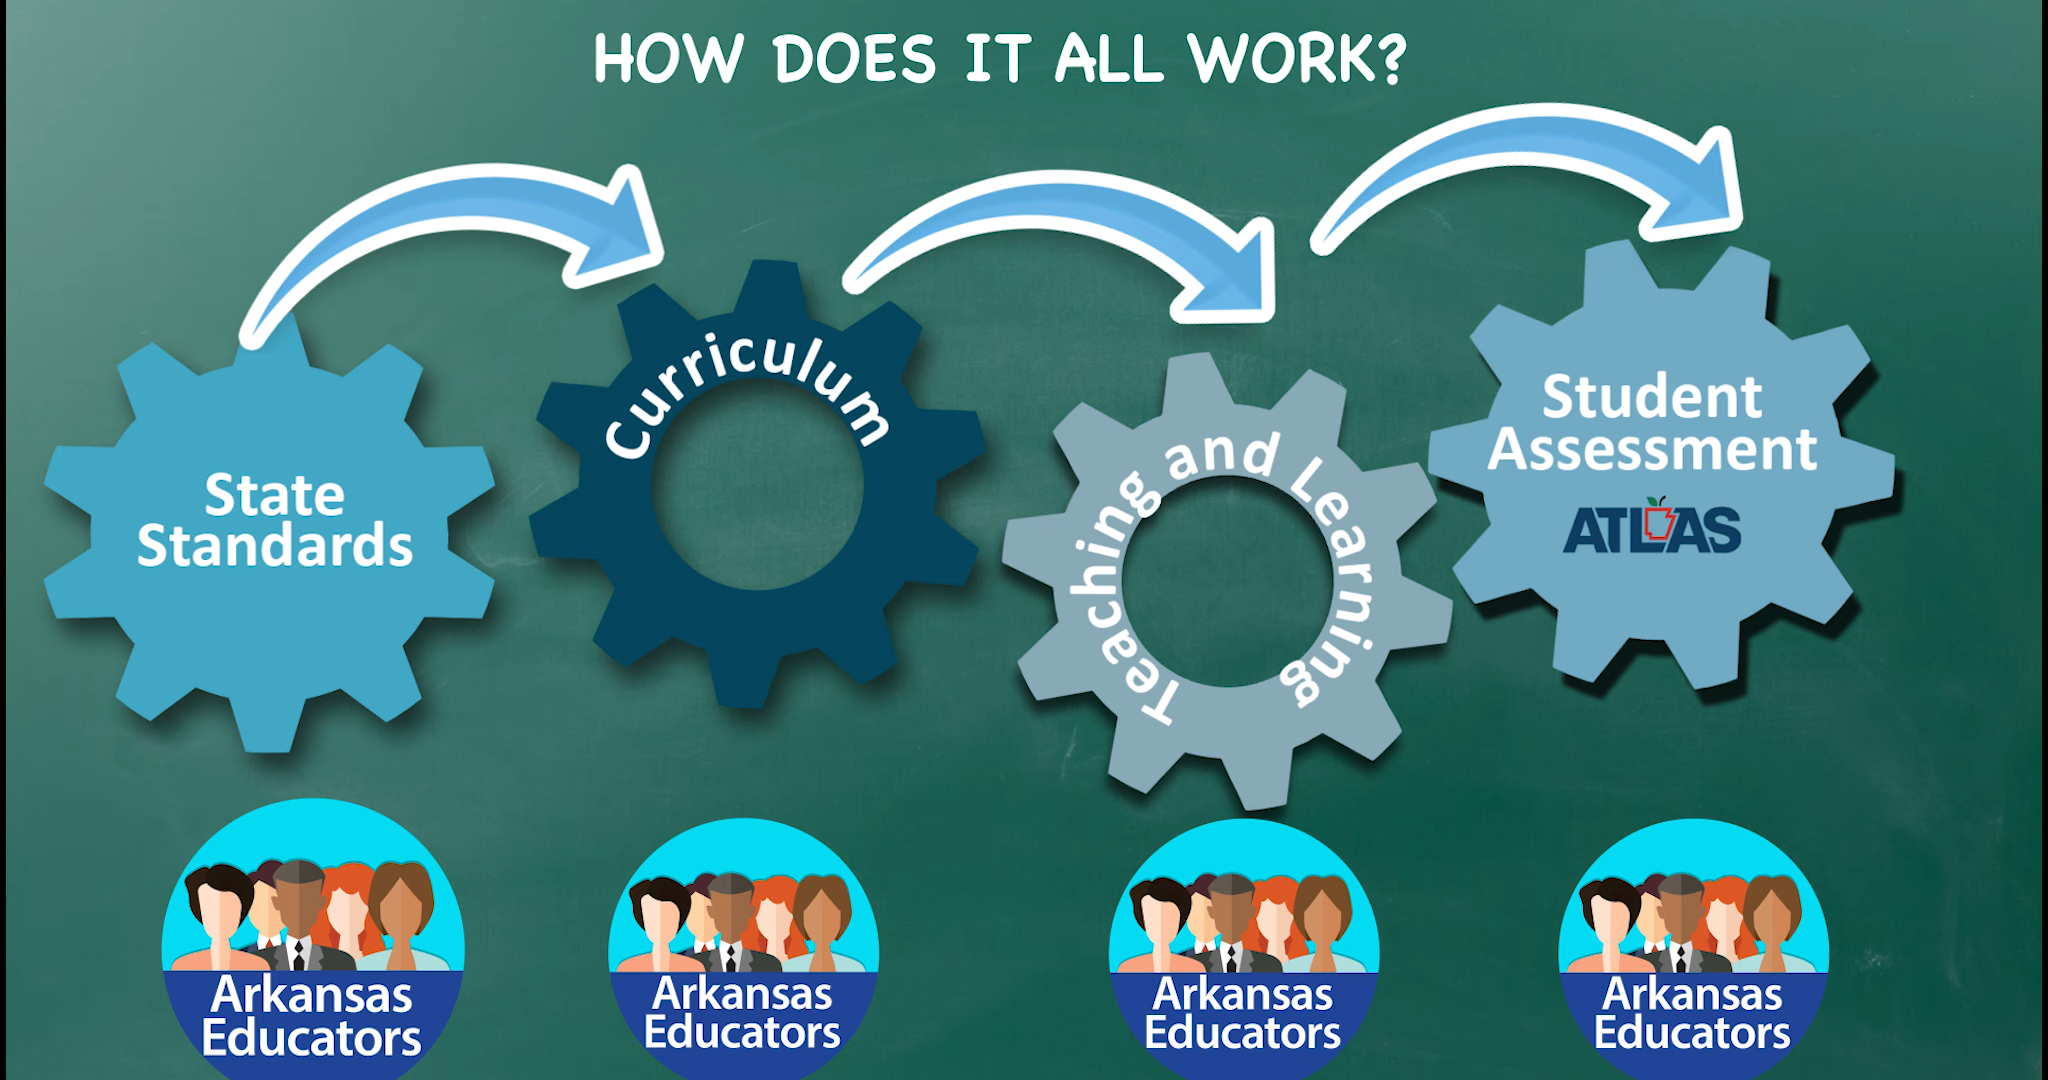 HOW DOES IT ALL WORK?
State
Standards
Curriculum
Teaching and Learning
Student
Assessment
ATLAS
Arkansas
Educators
Arkansas
Educators
Arkansas
Educators
Arkansas
Educators